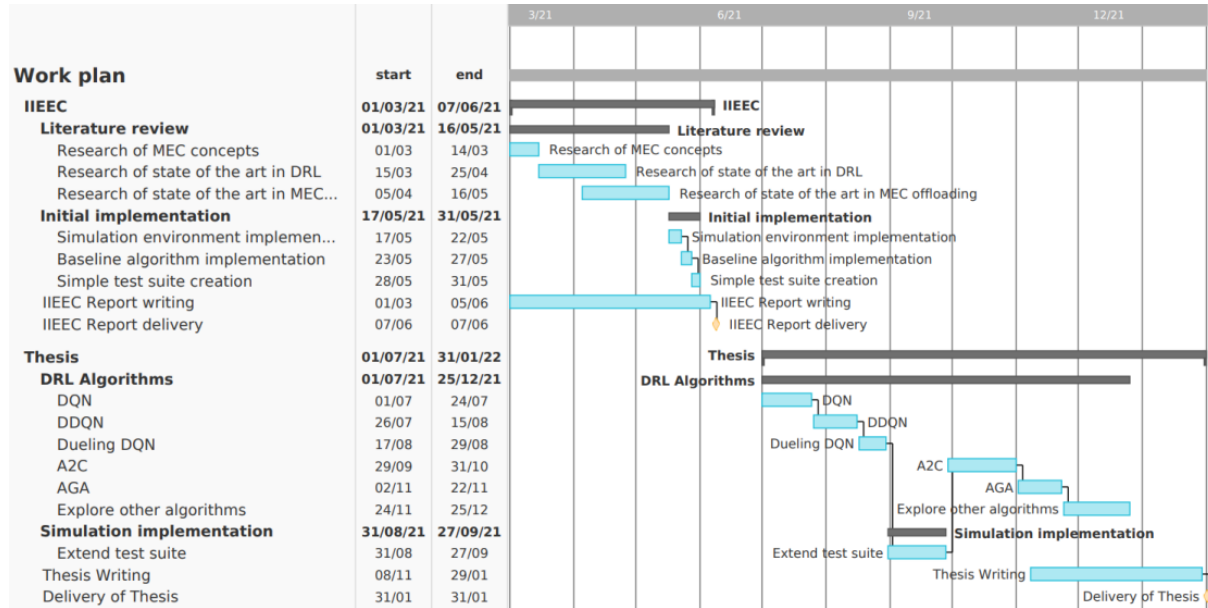 3/21 6/21 9/21 12/21
Work plan start end
IIEEC 01/03/21 07/06/21 IIEEC
Literature review 01/03/21 16/05/21 Literature review
Research of MEC concepts 01/03 14/03 Research of MEC concepts
Research of state of the art in DRL 15/03 25/04 Research of state of the art in DRL
Research of state of the art in MEC... 05/04 16/05 Research of state of the art in MEC offloading
Initial implementation 17/05/21 31/05/21 Initial implementation
Simulation environment implemen... 17/05 22/05 Simulation environment implementation
Baseline algorithm implementation 23/05 27/05 Baseline algorithm implementation
Simple test suite creation 28/05 31/05 Simple test suite creation
IIEEC Report writing 01/03 05/06 IIEEC Report writing
IIEEC Report delivery 07/06 07/06 IIEEC Report delivery
Thesis 01/07/21 31/01/22 Thesis
DRL Algorithms 01/07/21 25/12/21 DRL Algorithms
DQN 01/07 24/07 DQN
DDQN 26/07 15/08 DDQN
Dueling DQN 17/08 29/08 Dueling DQN
A2C 29/09 31/10 A2C
AGA 02/11 22/11 AGA
Explore other algorithms 24/11 25/12 Explore other algorithms
Simulation implementation 31/08/21 27/09/21 Simulation implementation
Extend test suite 31/08 27/09 Extend test suite
Thesis Writing 08/11 29/01 Thesis Writing
Delivery of Thesis 31/01 31/01 Delivery of Thesis